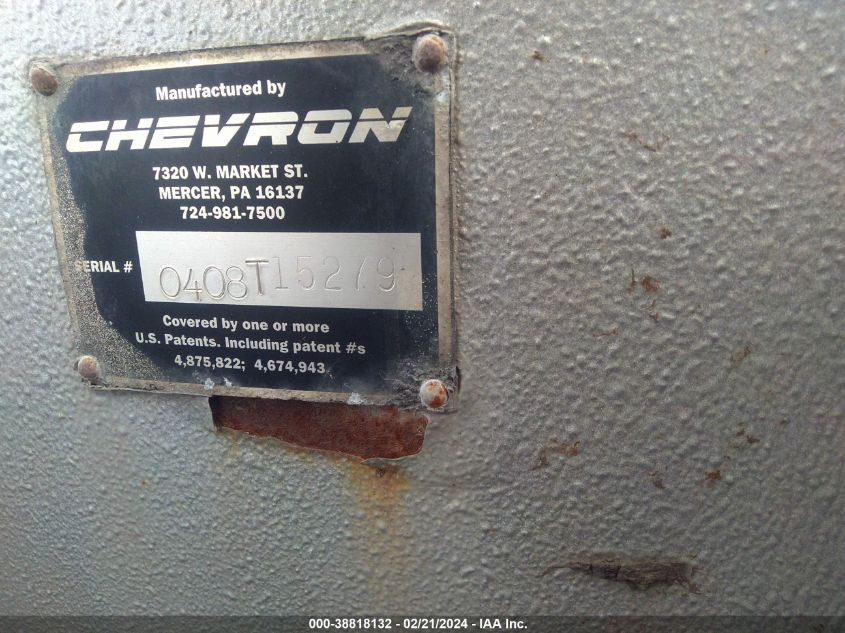 Manufactured by
CHEVRON
7320 W. MARKET ST.
MERCER, PA 16137
724-981-7500
SERIAL # 0408T15279
Covered by one or more
U.S. Patents. Including patent #s
4,875,822; 4,674,943
000-38818132 - 02/21/2024 - IAA Inc.